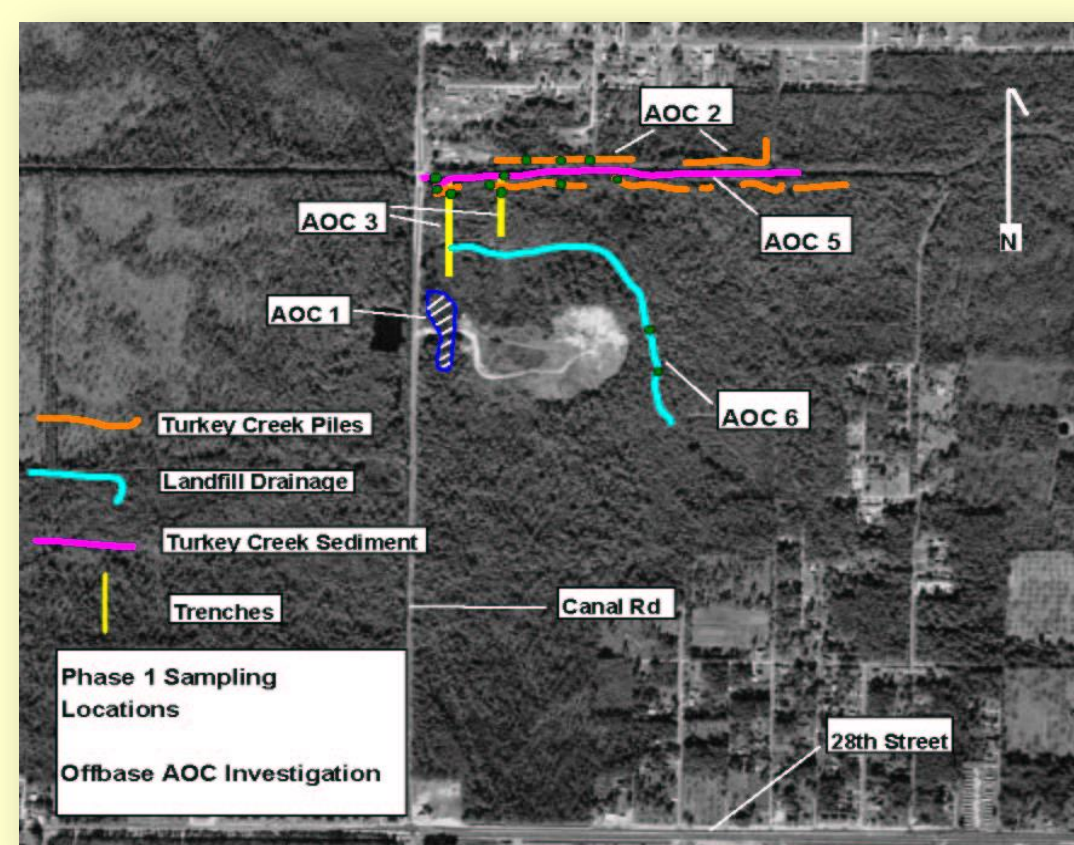 AOC 2
AOC 3
AOC 5
N
AOC 1
AOC 6
Turkey Creek Piles
Landfill Drainage
Turkey Creek Sediment
Trenches
Canal Rd
Phase 1 Sampling
Locations
Offbase AOC Investigation
28th Street